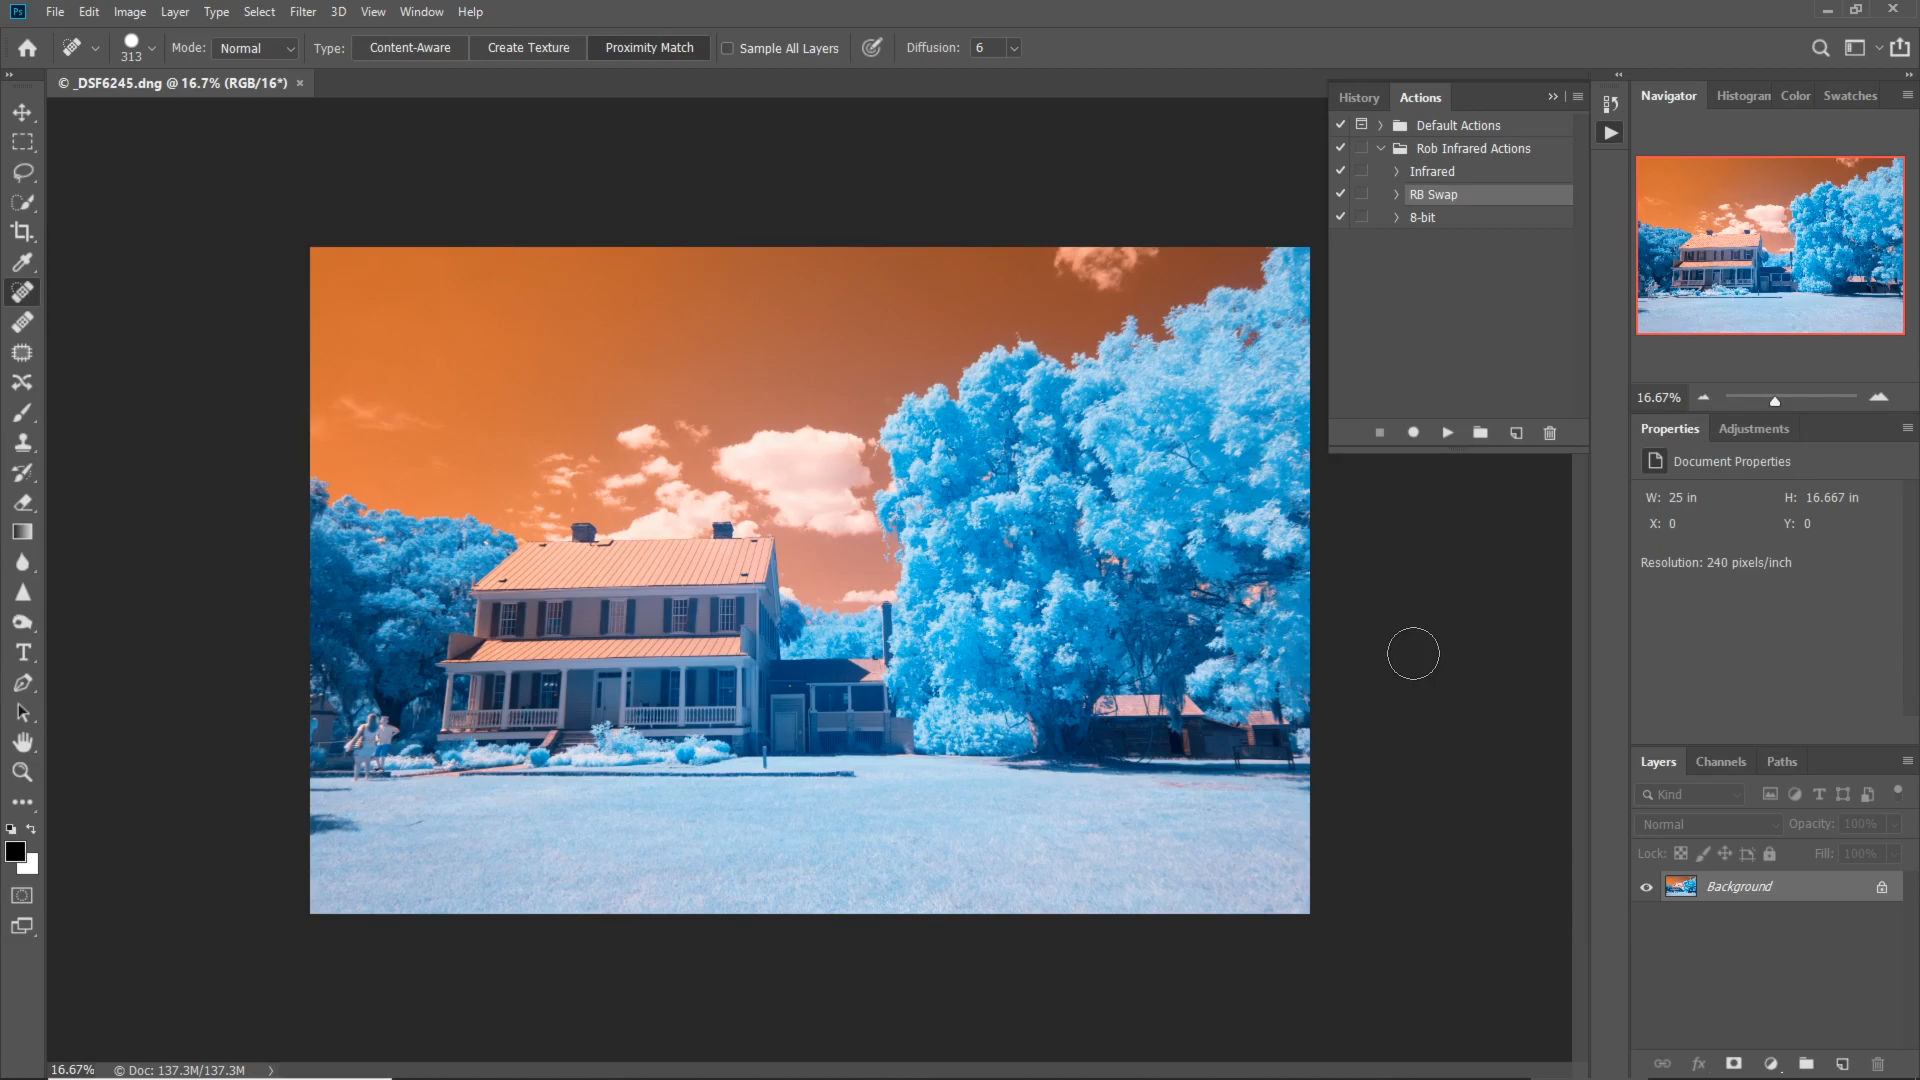 Ps File Edit Image Layer Type Select Filter 3D View Window Help
313 Mode: Normal Type: Content-Aware Create Texture Proximity Match Sample All Layers Diffusion: 6
© _DSF6245.dng @ 16.7% (RGB/16*) ×
History Actions
Default Actions
Rob Infrared Actions
Infrared
RB Swap
8-bit
Navigator Histogran Color Swatches
16.67%
Properties Adjustments
Document Properties
W: 25 in H: 16.667 in
X: 0 Y: 0
Resolution: 240 pixels/inch
Layers Channels Paths
Kind
Normal Opacity: 100%
Lock: Fill: 100%
Background
16.67% © Doc: 137.3M/137.3M